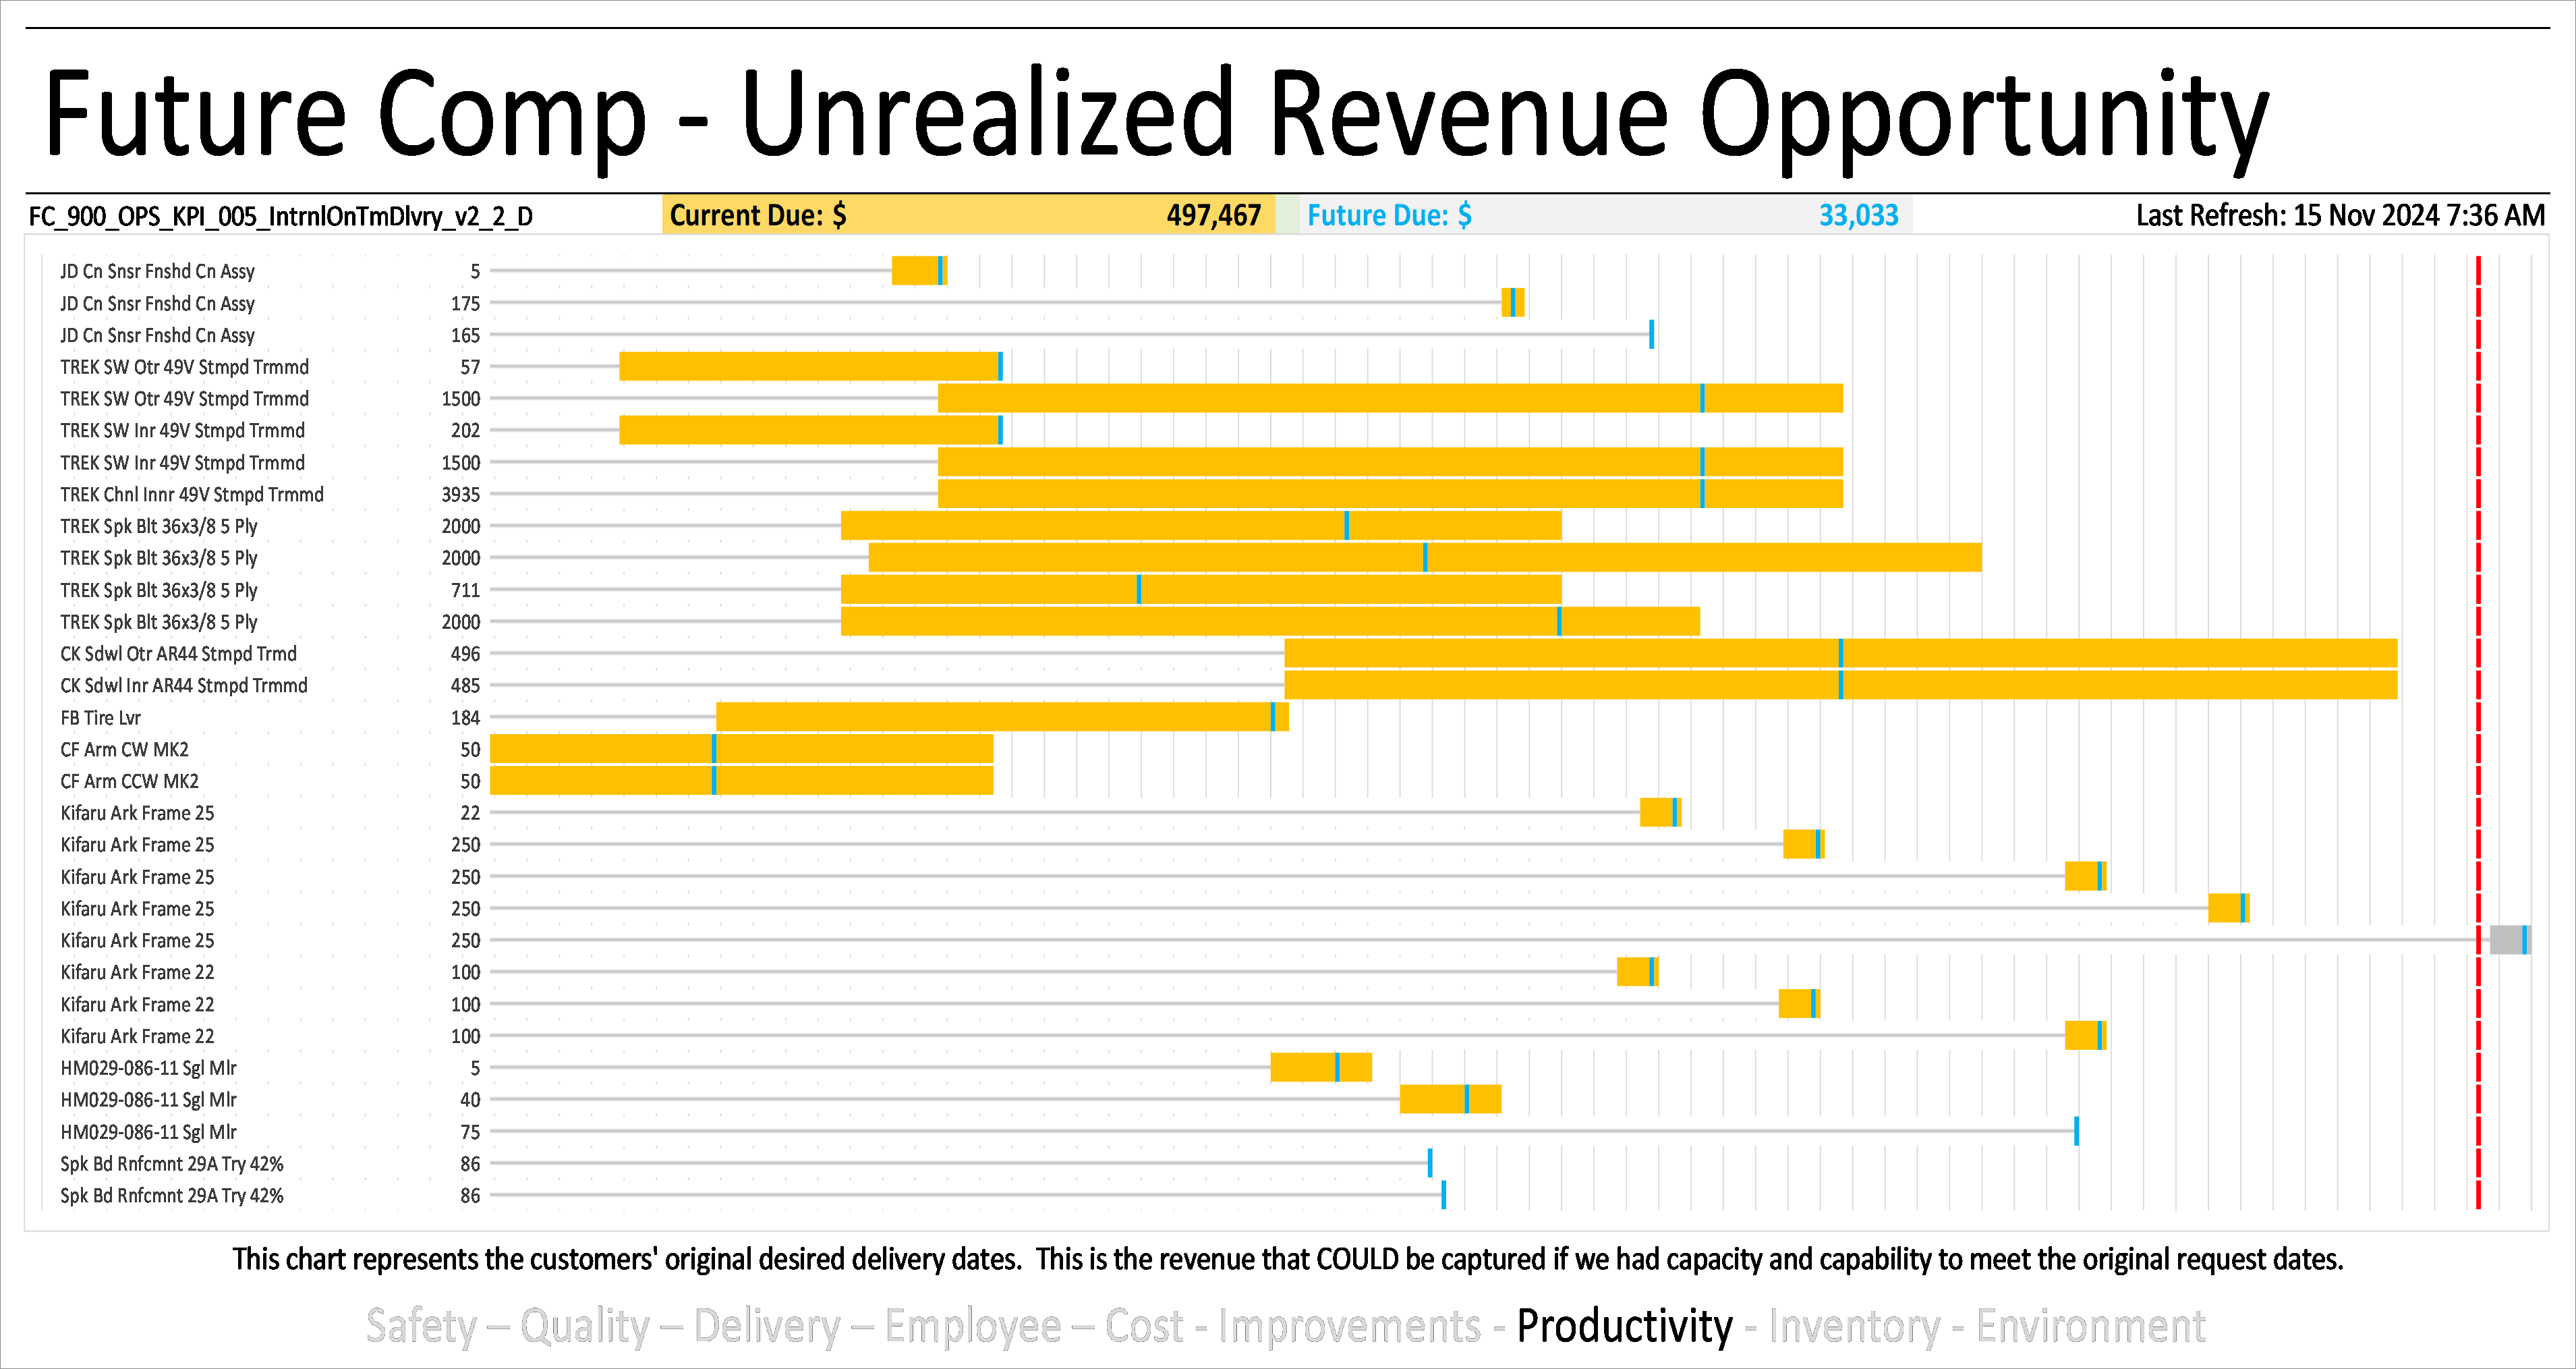 Future Comp - Unrealized Revenue Opportunity
FC_900_OPS_KPI_005_IntrnlOnTmDlvry_v2_2_D Current Due: $ 497,467 Future Due: $ 33,033 Last Refresh: 15 Nov 2024 7:36 AM
JD Cn Snsr Fnshd Cn Assy 5
JD Cn Snsr Fnshd Cn Assy 175
JD Cn Snsr Fnshd Cn Assy 165
TREK SW Otr 49V Stmpd Trmmd 57
TREK SW Otr 49V Stmpd Trmmd 1500
TREK SW Inr 49V Stmpd Trmmd 202
TREK SW Inr 49V Stmpd Trmmd 1500
TREK Chnl Innr 49V Stmpd Trmmd 3935
TREK Spk Blt 36x3/8 5 Ply 2000
TREK Spk Blt 36x3/8 5 Ply 2000
TREK Spk Blt 36x3/8 5 Ply 711
TREK Spk Blt 36x3/8 5 Ply 2000
CK Sdwl Otr AR44 Stmpd Trmd 496
CK Sdwl Inr AR44 Stmpd Trmmd 485
FB Tire Lvr 184
CF Arm CW MK2 50
CF Arm CCW MK2 50
Kifaru Ark Frame 25 22
Kifaru Ark Frame 25 250
Kifaru Ark Frame 25 250
Kifaru Ark Frame 25 250
Kifaru Ark Frame 25 250
Kifaru Ark Frame 22 100
Kifaru Ark Frame 22 100
Kifaru Ark Frame 22 100
HM029-086-11 Sgl Mlr 5
HM029-086-11 Sgl Mlr 40
HM029-086-11 Sgl Mlr 75
Spk Bd Rnfcmnt 29A Try 42% 86
Spk Bd Rnfcmnt 29A Try 42% 86
This chart represents the customers' original desired delivery dates.  This is the revenue that COULD be captured if we had capacity and capability to meet the original request dates.
Safety – Quality – Delivery – Employee – Cost - Improvements - Productivity - Inventory - Environment